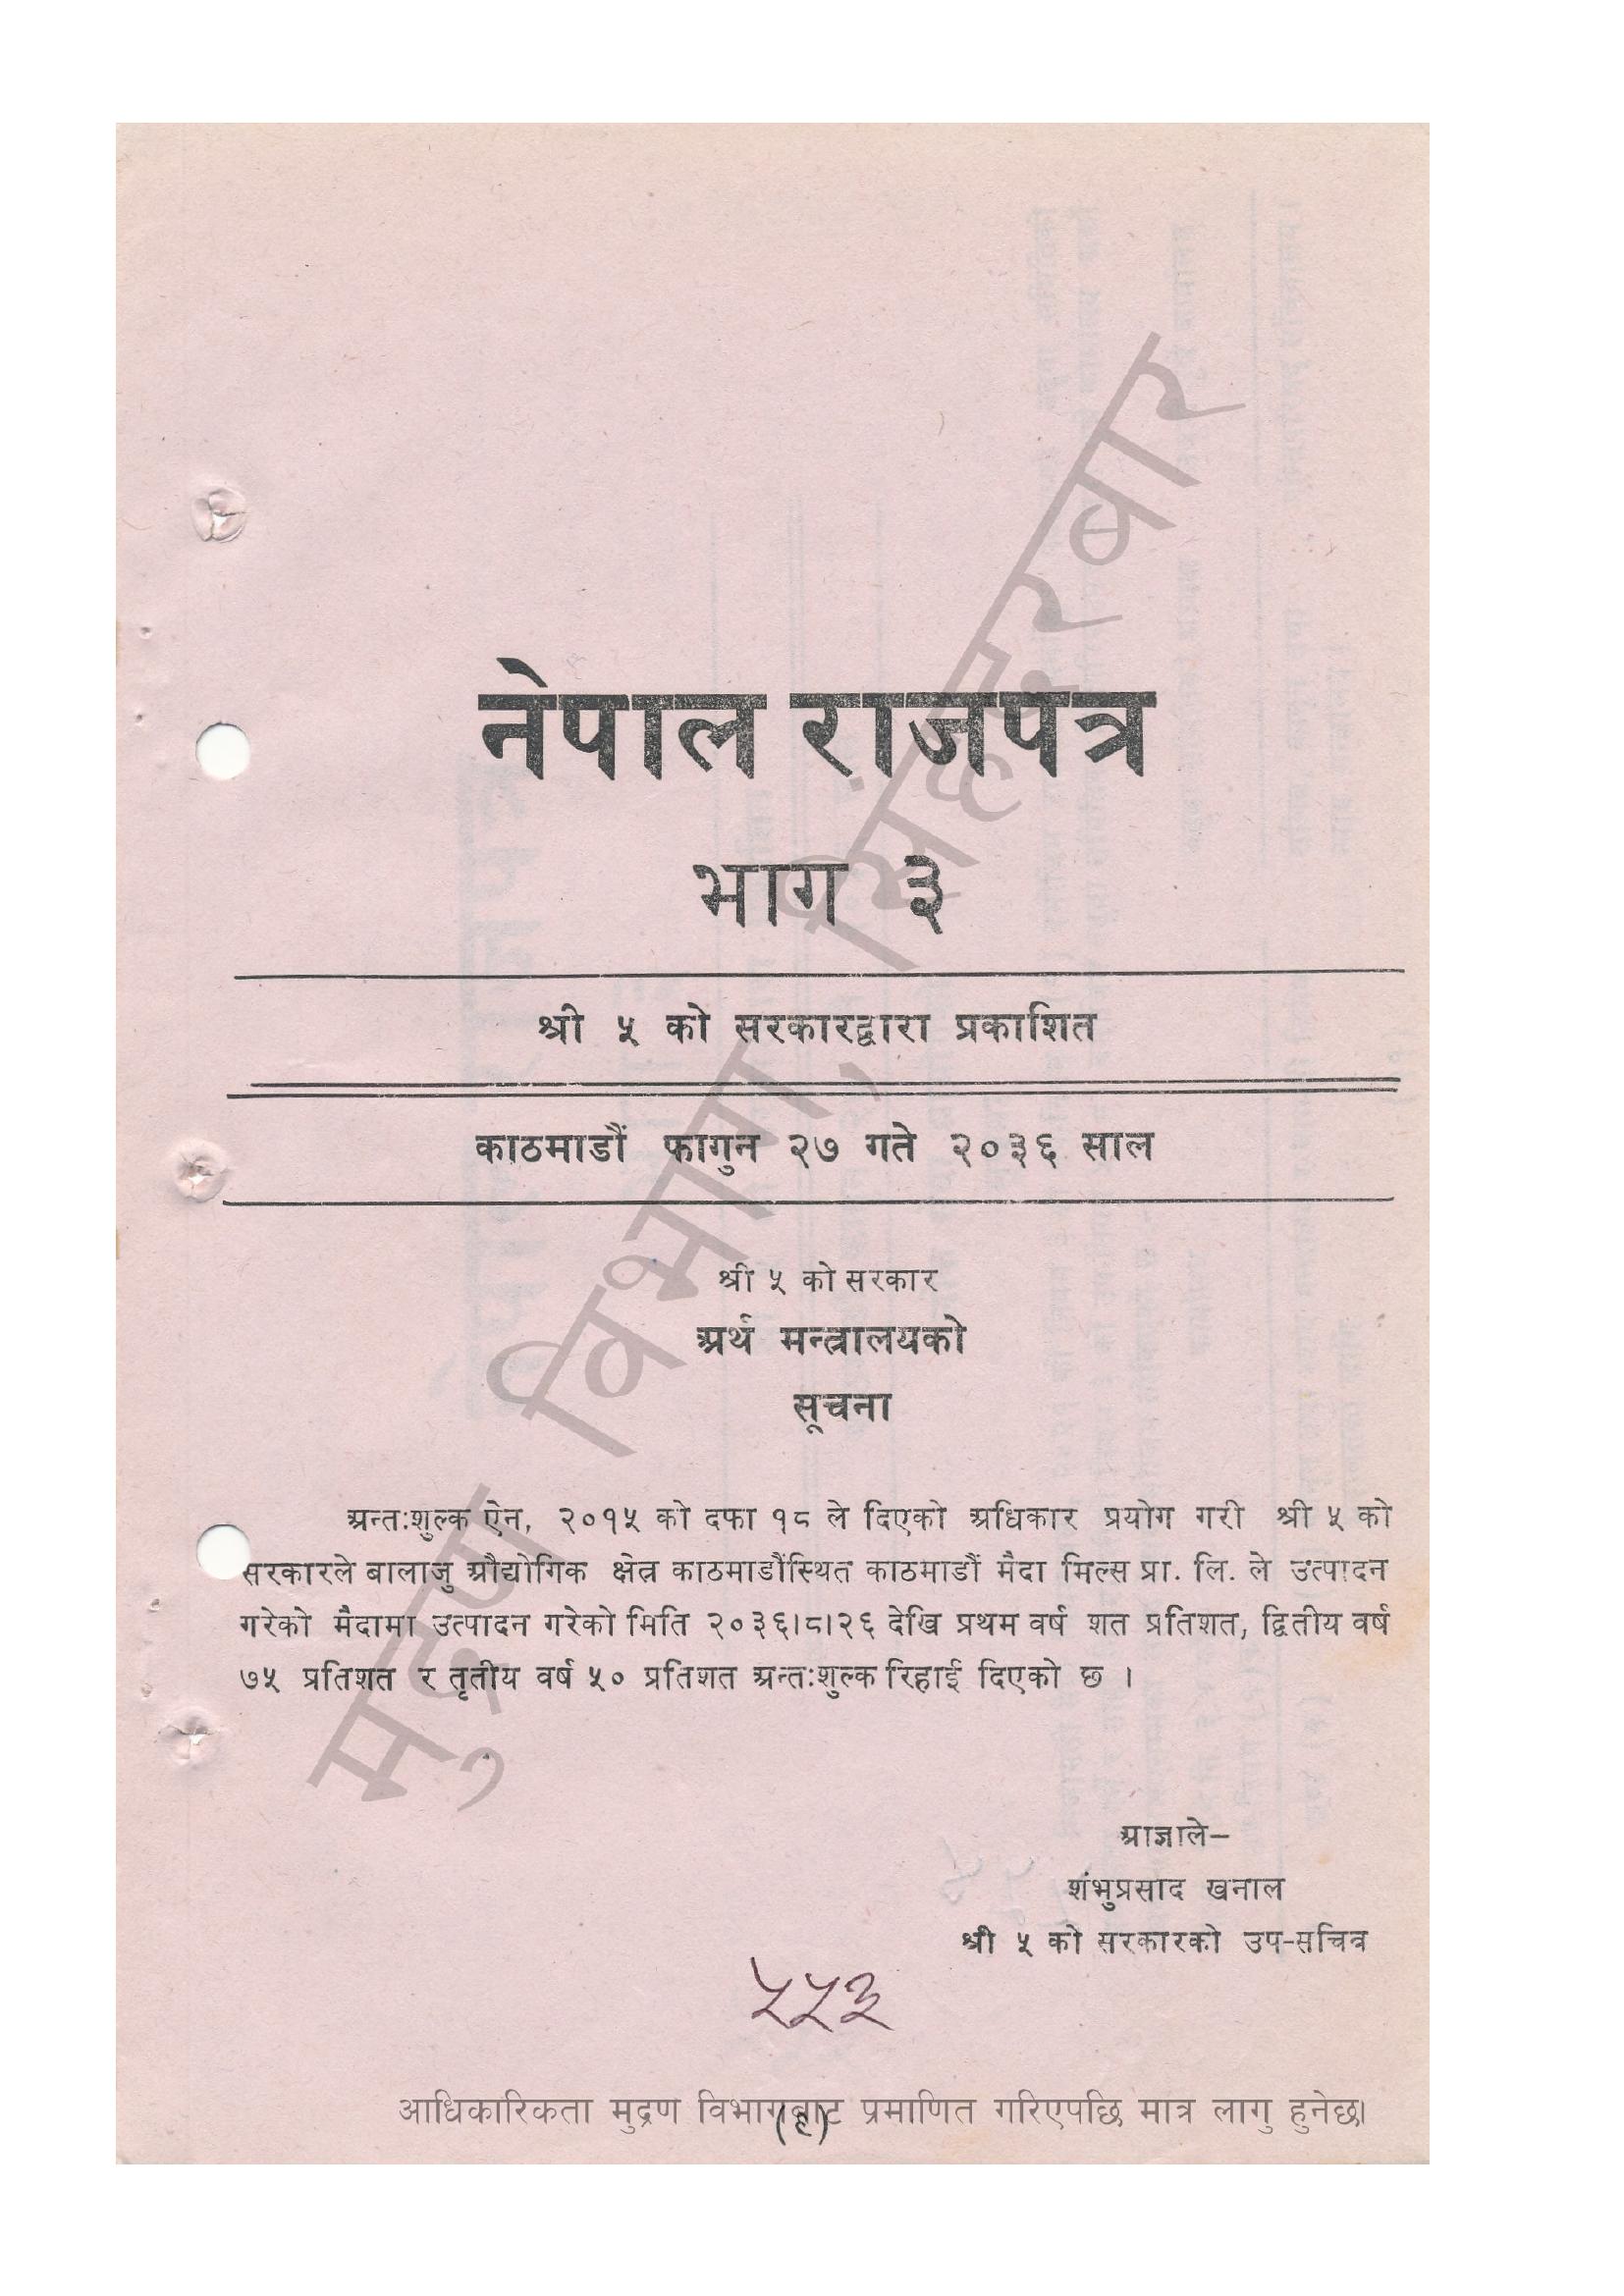 नेपाल राजपत्र
भाग ३
श्री ५ को सरकारद्वारा प्रकाशित
काठमाडौं फागुन २७ गते २०३६ साल
श्री ५ को सरकार
अर्थ मन्त्रालयको
सूचना
अन्तःशुल्क ऐन, २०१५ को दफा १८ ले दिएको अधिकार प्रयोग गरी श्री ५ को
सरकारले बालाजु औद्योगिक क्षेत्र काठमाडौंस्थित काठमाडौं मैदा मिल्स प्रा. लि. ले उत्पादन
गरेको मैदामा उत्पादन गरेको मिति २०३६।८।२६ देखि प्रथम वर्ष शत प्रतिशत, द्वितीय वर्ष
७५ प्रतिशत र तृतीय वर्ष ५० प्रतिशत अन्तःशुल्क रिहाई दिएको छ ।
आज्ञाले–
शंभुप्रसाद खनाल
श्री ५ को सरकारको उप-सचिव
५५३
आधिकारिकता मुद्रण विभागबाट प्रमाणित गरिएपछि मात्र लागु हुनेछ।
मुद्रण विभाग, सिंहदरबार